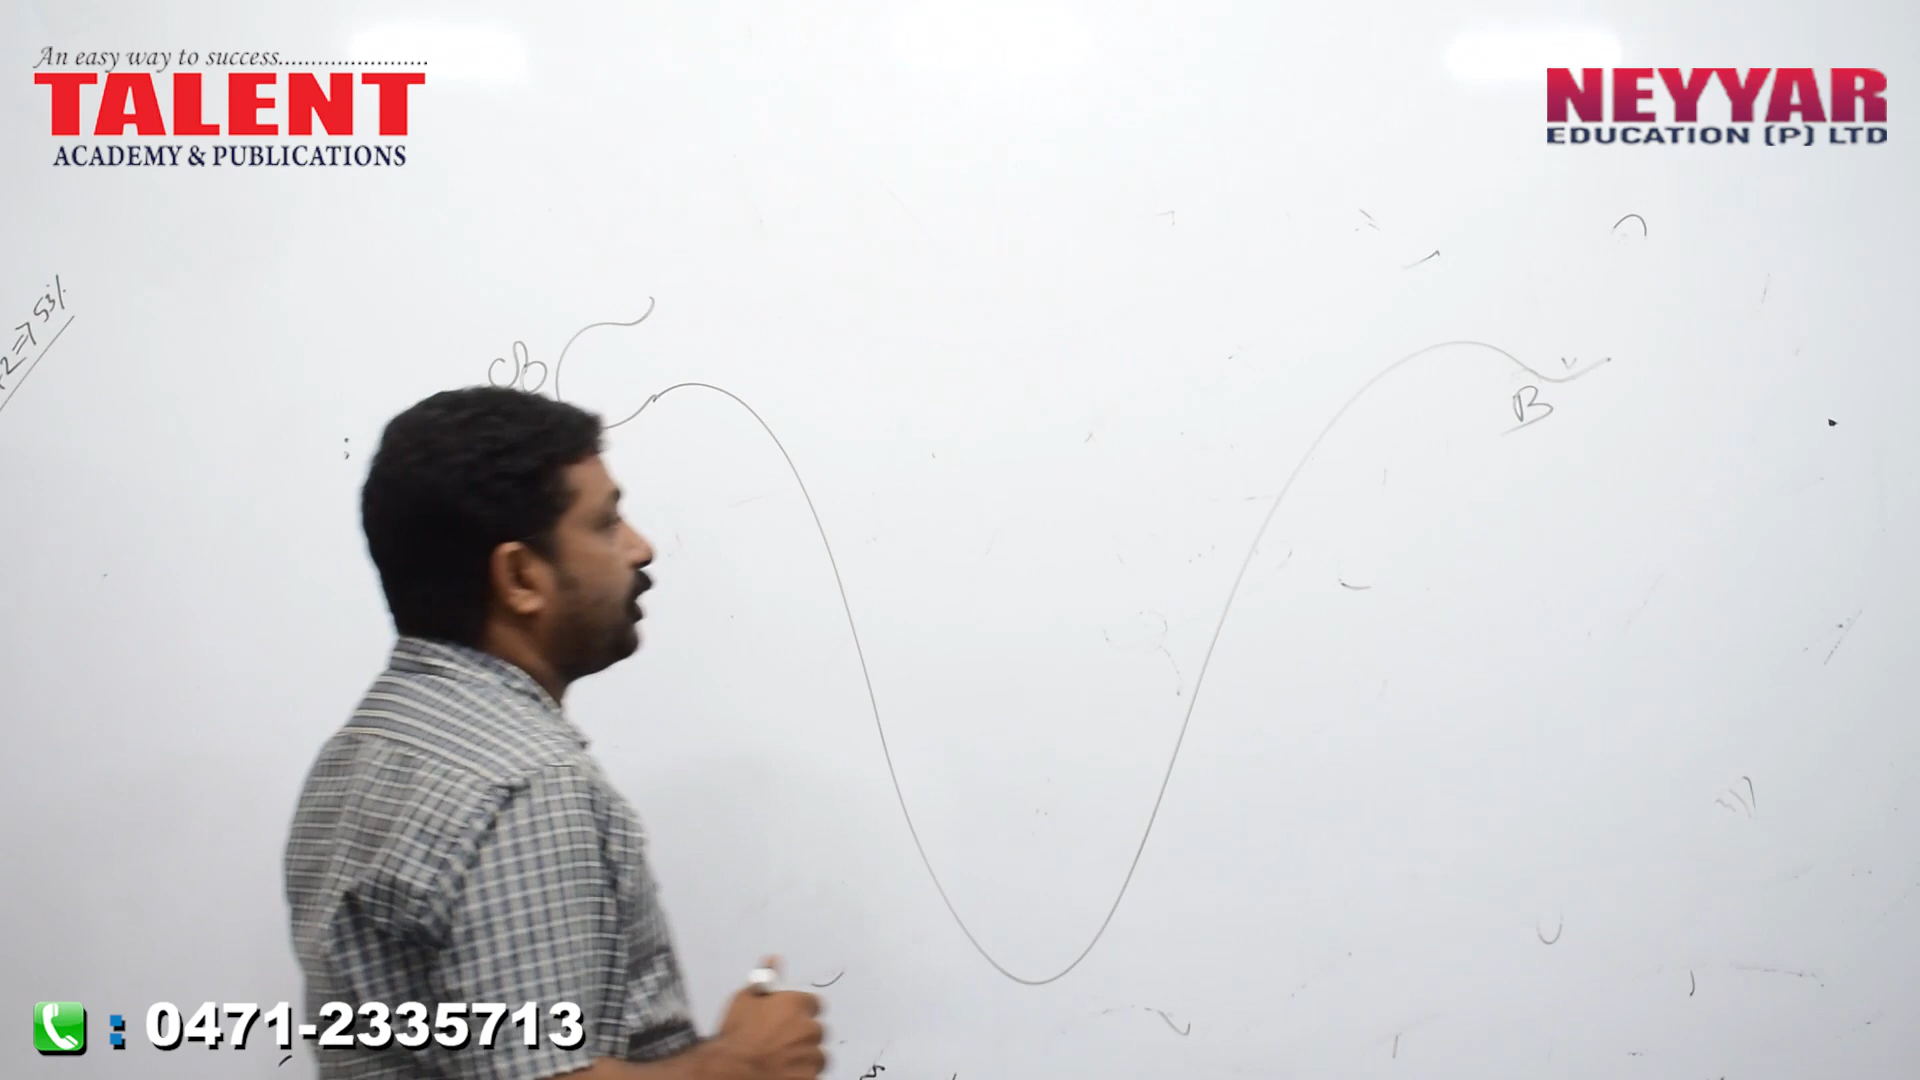 An easy way to success.......................
TALENT
ACADEMY & PUBLICATIONS
NEYYAR
EDUCATION (P) LTD
B
: 0471-2335713